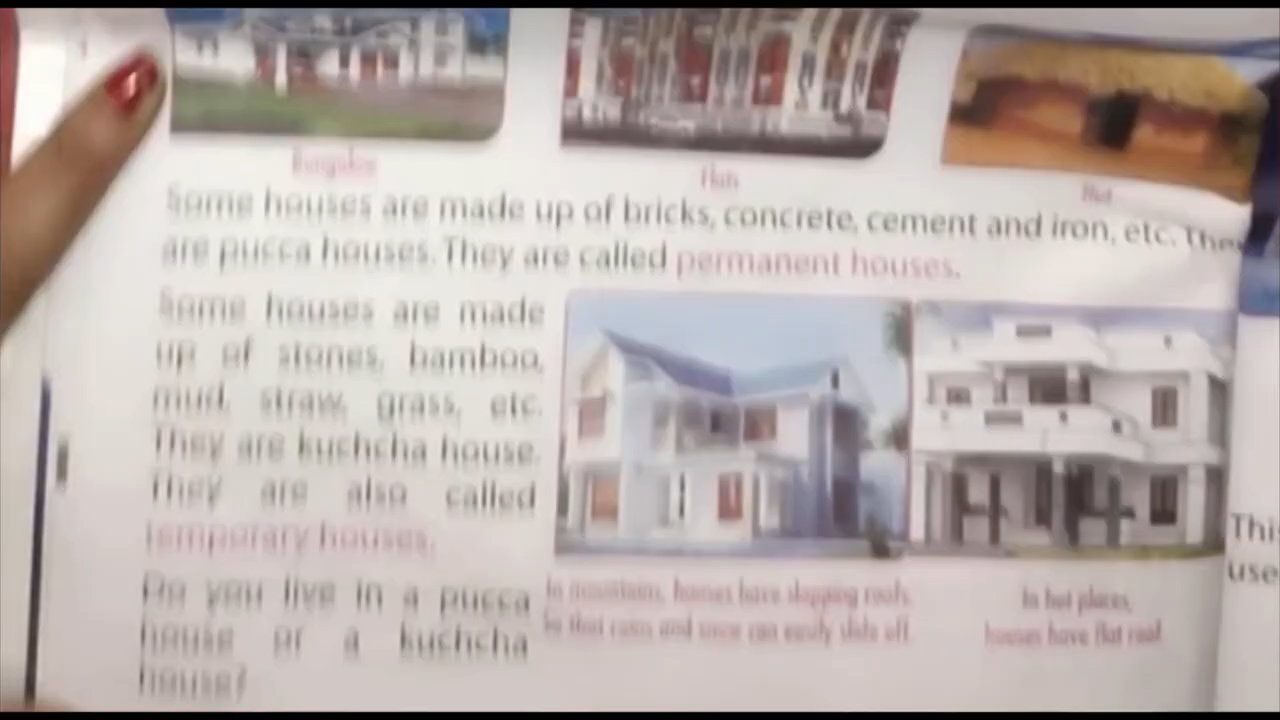 Bungalow
Flats
Hut
Some houses are made up of bricks, concrete, cement and iron, etc. They
are pucca houses. They are called permanent houses.
Some houses are made
up of stones, bamboo,
mud, straw, grass, etc.
They are kuchcha house.
They are also called
temporary houses.
Do you live in a pucca
house or a kuchcha
house?
In mountains, houses have slopping roofs.
So that rain and snow can easily slide off.
In hot places,
houses have flat roof.
Thi
use